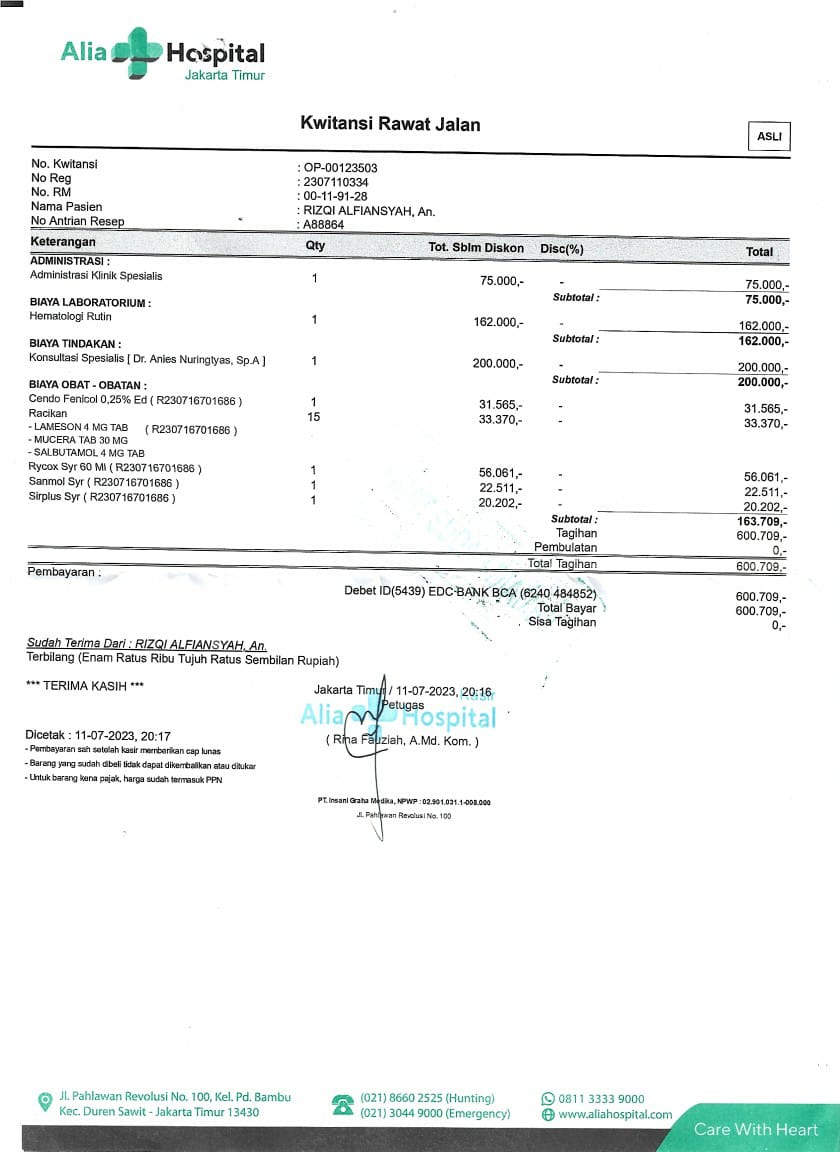 Alia Hospital
Jakarta Timur
Kwitansi Rawat Jalan
ASLI
No. Kwitansi : OP-00123503
No Reg : 2307110334
No. RM : 00-11-91-28
Nama Pasien : RIZQI ALFIANSYAH, An.
No Antrian Resep : A88864
Keterangan Qty Tot. Sblm Diskon Disc(%) Total
ADMINISTRASI :
Administrasi Klinik Spesialis 1 75.000,- - 75.000,-
Subtotal : 75.000,-
BIAYA LABORATORIUM :
Hematologi Rutin 1 162.000,- - 162.000,-
Subtotal : 162.000,-
BIAYA TINDAKAN :
Konsultasi Spesialis [ Dr. Anies Nuringtyas, Sp.A ] 1 200.000,- - 200.000,-
Subtotal : 200.000,-
BIAYA OBAT - OBATAN :
Cendo Fenicol 0,25% Ed ( R230716701686 ) 1 31.565,- - 31.565,-
Racikan 15 33.370,- - 33.370,-
- LAMESON 4 MG TAB ( R230716701686 )
- MUCERA TAB 30 MG
- SALBUTAMOL 4 MG TAB
Rycox Syr 60 Ml ( R230716701686 ) 1 56.061,- - 56.061,-
Sanmol Syr ( R230716701686 ) 1 22.511,- - 22.511,-
Sirplus Syr ( R230716701686 ) 1 20.202,- - 20.202,-
Subtotal : 163.709,-
Tagihan 600.709,-
Pembulatan 0,-
Total Tagihan 600.709,-
Pembayaran :
Debet ID(5439) EDC-BANK BCA (6240 484852) 600.709,-
Total Bayar 600.709,-
Sisa Tagihan 0,-
Sudah Terima Dari : RIZQI ALFIANSYAH, An.
Terbilang (Enam Ratus Ribu Tujuh Ratus Sembilan Rupiah)
*** TERIMA KASIH ***
Jakarta Timur / 11-07-2023, 20:16
Kasir
Petugas
Alia Hospital
( Rina Fauziah, A.Md. Kom. )
Dicetak : 11-07-2023, 20:17
- Pembayaran sah setelah kasir memberikan cap lunas
- Barang yang sudah dibeli tidak dapat dikembalikan atau ditukar
- Untuk barang kena pajak, harga sudah termasuk PPN
PT. Insani Graha Medika, NPWP : 02.901.031.1-008.000
Jl. Pahlawan Revolusi No. 100
Jl. Pahlawan Revolusi No. 100, Kel. Pd. Bambu
Kec. Duren Sawit - Jakarta Timur 13430
(021) 8660 2525 (Hunting)
(021) 3044 9000 (Emergency)
0811 3333 9000
www.aliahospital.com
Care With Heart